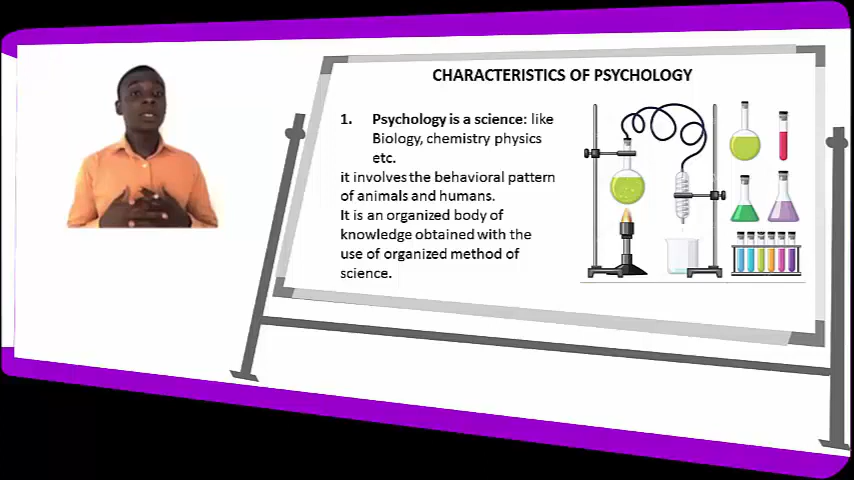 CHARACTERISTICS OF PSYCHOLOGY
1. Psychology is a science: like
Biology, chemistry physics
etc.
it involves the behavioral pattern
of animals and humans.
It is an organized body of
knowledge obtained with the
use of organized method of
science.